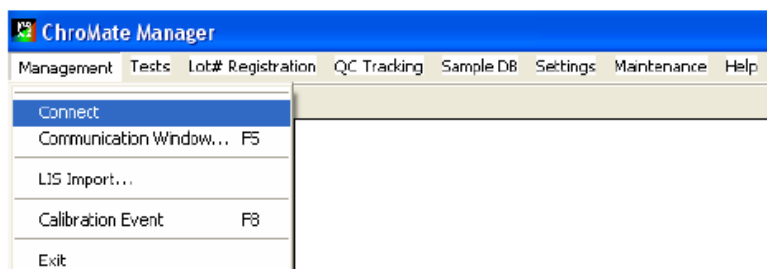 ChroMate Manager
Management Tests Lot# Registration QC Tracking Sample DB Settings Maintenance Help
Connect
Communication Window... F5
LIS Import...
Calibration Event F8
Exit